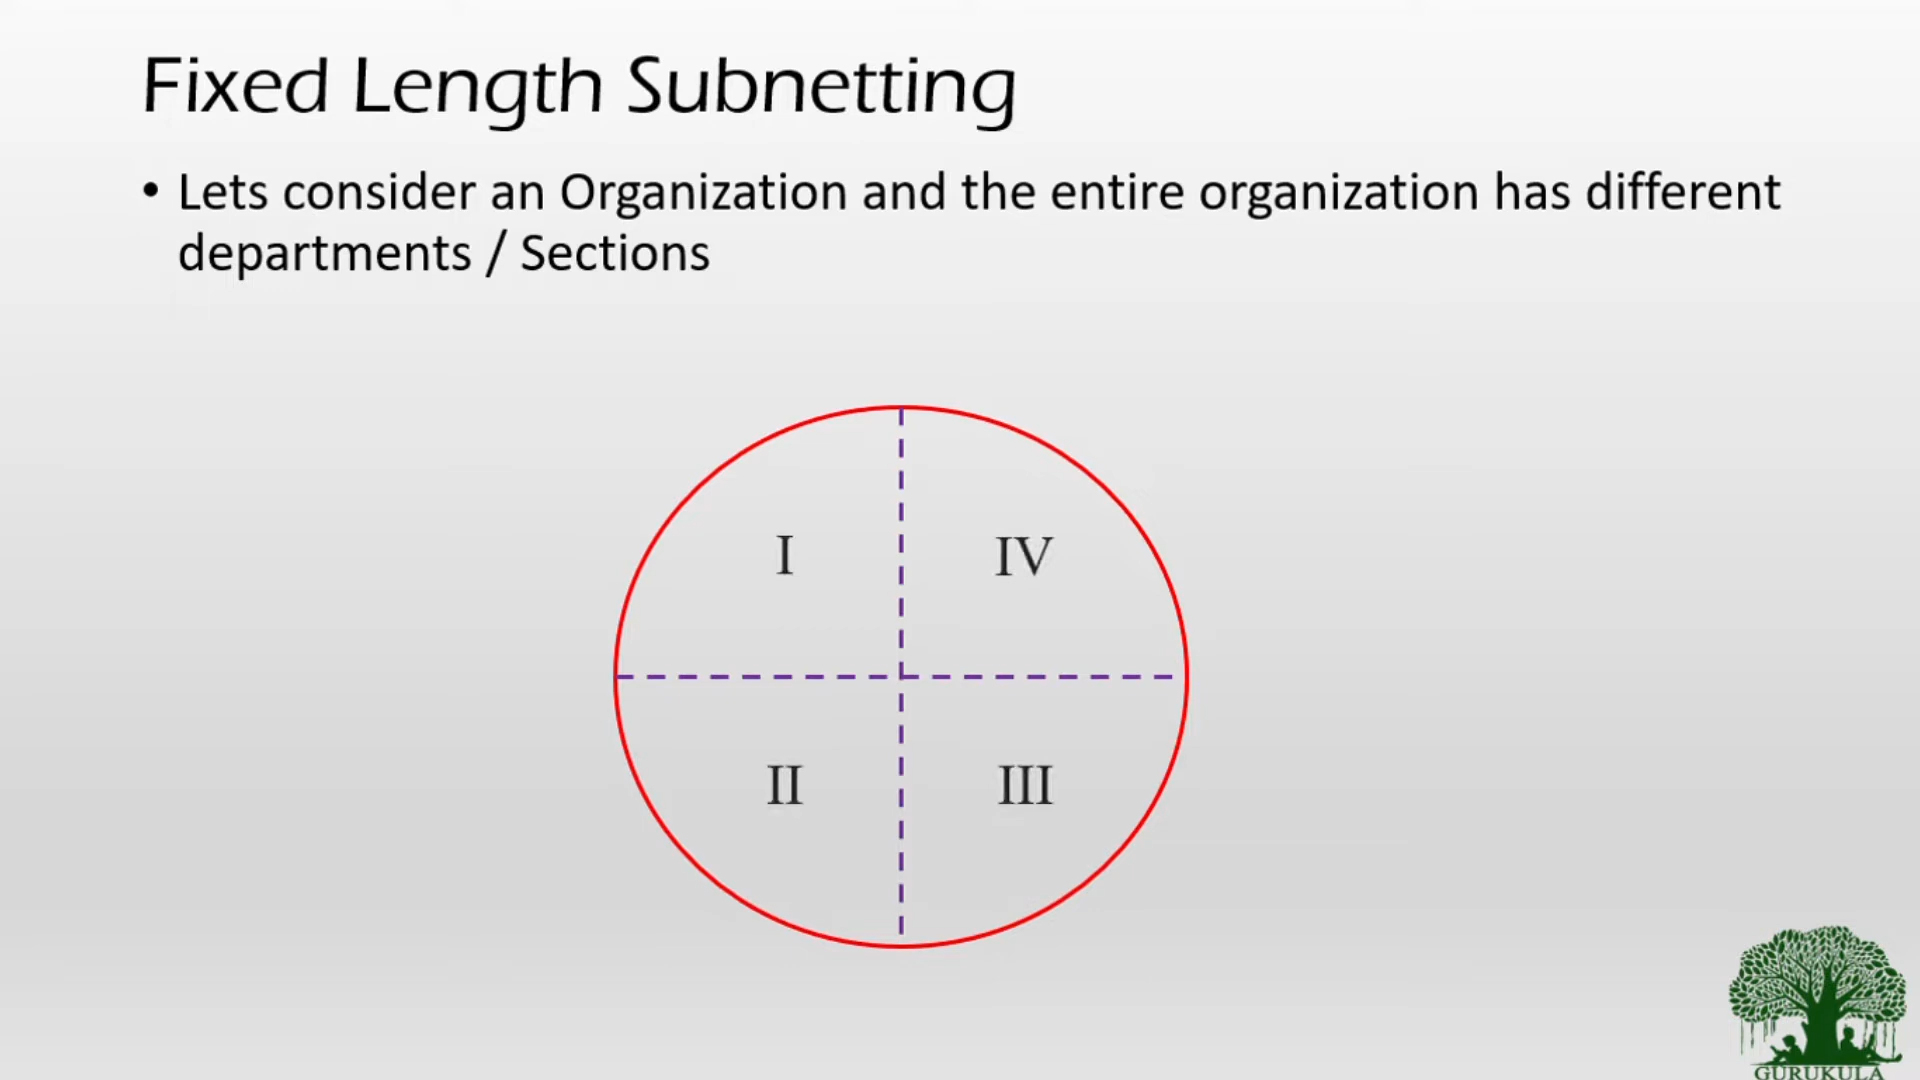 Fixed Length Subnetting
• Lets consider an Organization and the entire organization has different
departments / Sections
I
IV
II
III
GURUKULA